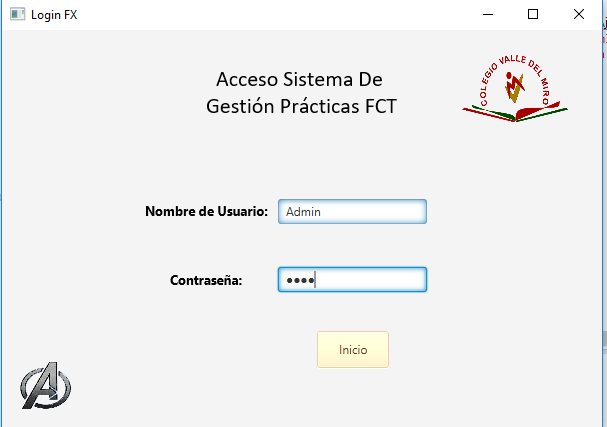 Login FX
Acceso Sistema De
Gestión Prácticas FCT
COLEGIO VALLE DEL MIRO
Nombre de Usuario:
Admin
Contraseña:
••••
Inicio